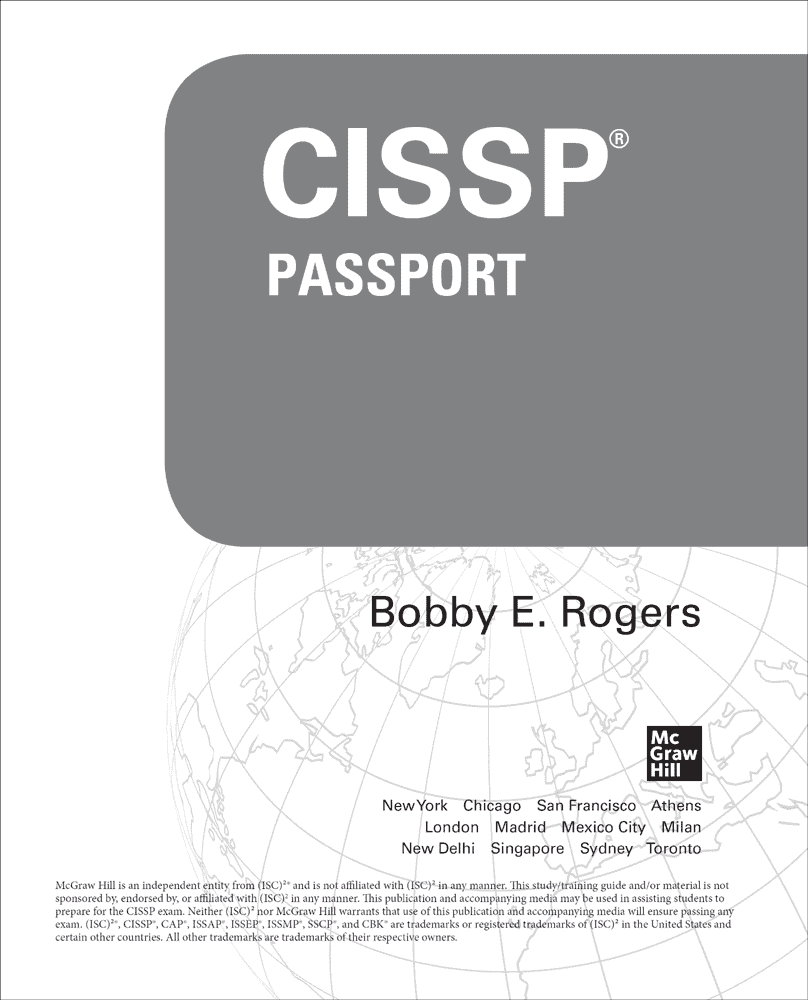 CISSP®
PASSPORT
Bobby E. Rogers
Mc
Graw
Hill
New York Chicago San Francisco Athens
London Madrid Mexico City Milan
New Delhi Singapore Sydney Toronto
McGraw Hill is an independent entity from (ISC)²® and is not affiliated with (ISC)² in any manner. This study/training guide and/or material is not
sponsored by, endorsed by, or affiliated with (ISC)² in any manner. This publication and accompanying media may be used in assisting students to
prepare for the CISSP exam. Neither (ISC)² nor McGraw Hill warrants that use of this publication and accompanying media will ensure passing any
exam. (ISC)²®, CISSP®, CAP®, ISSAP®, ISSEP®, ISSMP®, SSCP®, and CBK® are trademarks or registered trademarks of (ISC)² in the United States and
certain other countries. All other trademarks are trademarks of their respective owners.